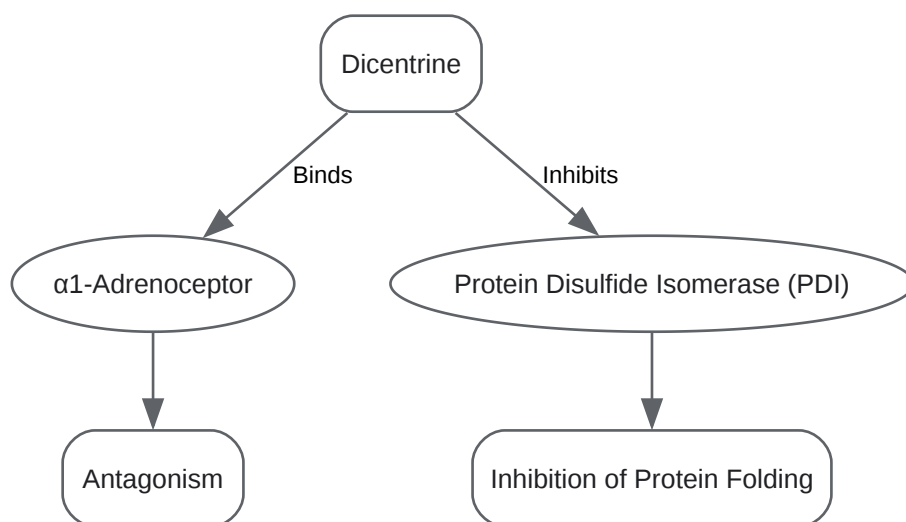 Dicentrine
Binds
Inhibits
α1-Adrenoceptor
Protein Disulfide Isomerase (PDI)
Antagonism
Inhibition of Protein Folding